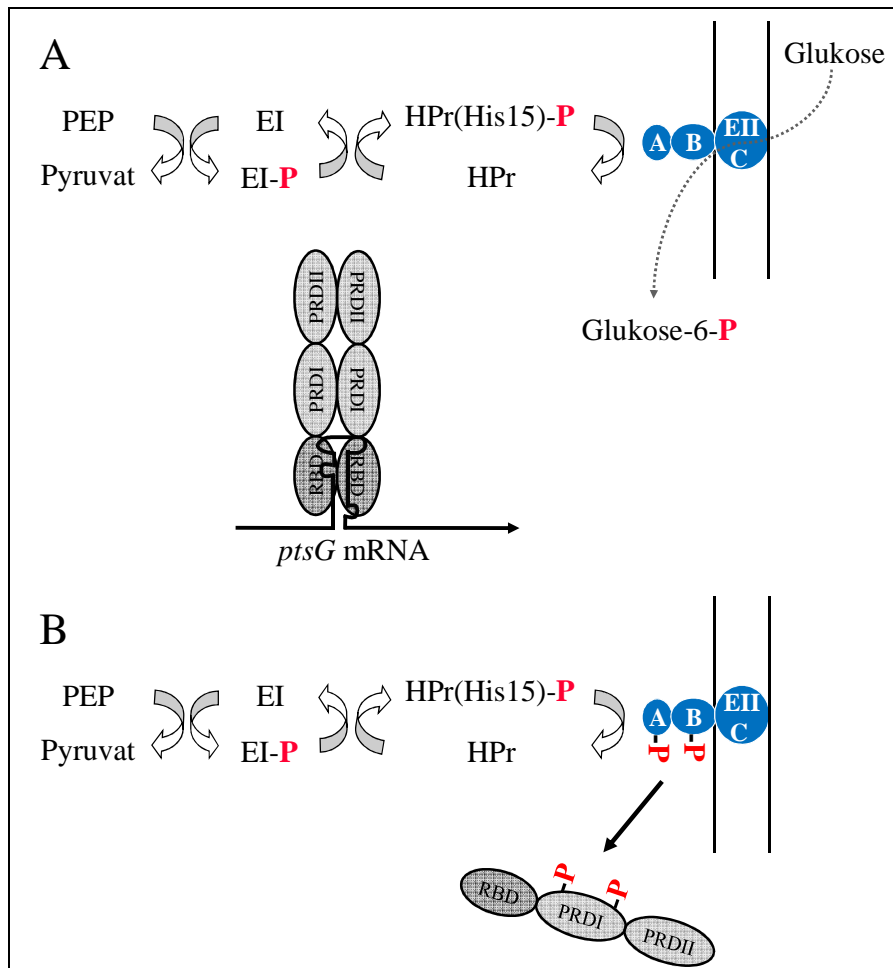 A
Glukose
PEP EI HPr(His15)-P
A B EII
C
Pyruvat EI-P HPr
Glukose-6-P
PRDII PRDII
PRDI PRDI
RBD RBD
ptsG mRNA
B
PEP EI HPr(His15)-P
A B EII
C
Pyruvat EI-P HPr
P P
P P
RBD PRDI PRDII